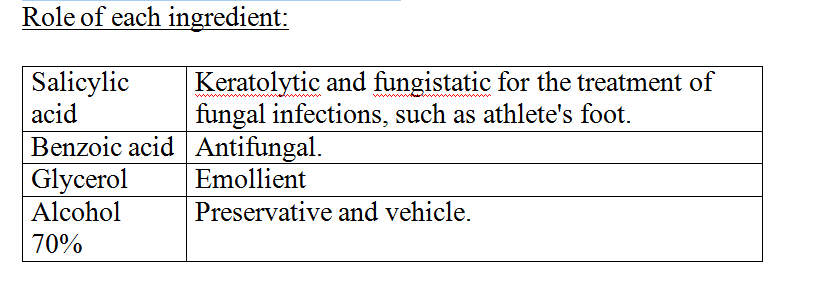 Role of each ingredient:
Salicylic acid Keratolytic and fungistatic for the treatment of
fungal infections, such as athlete's foot.
Benzoic acid Antifungal.
Glycerol Emollient
Alcohol 70% Preservative and vehicle.